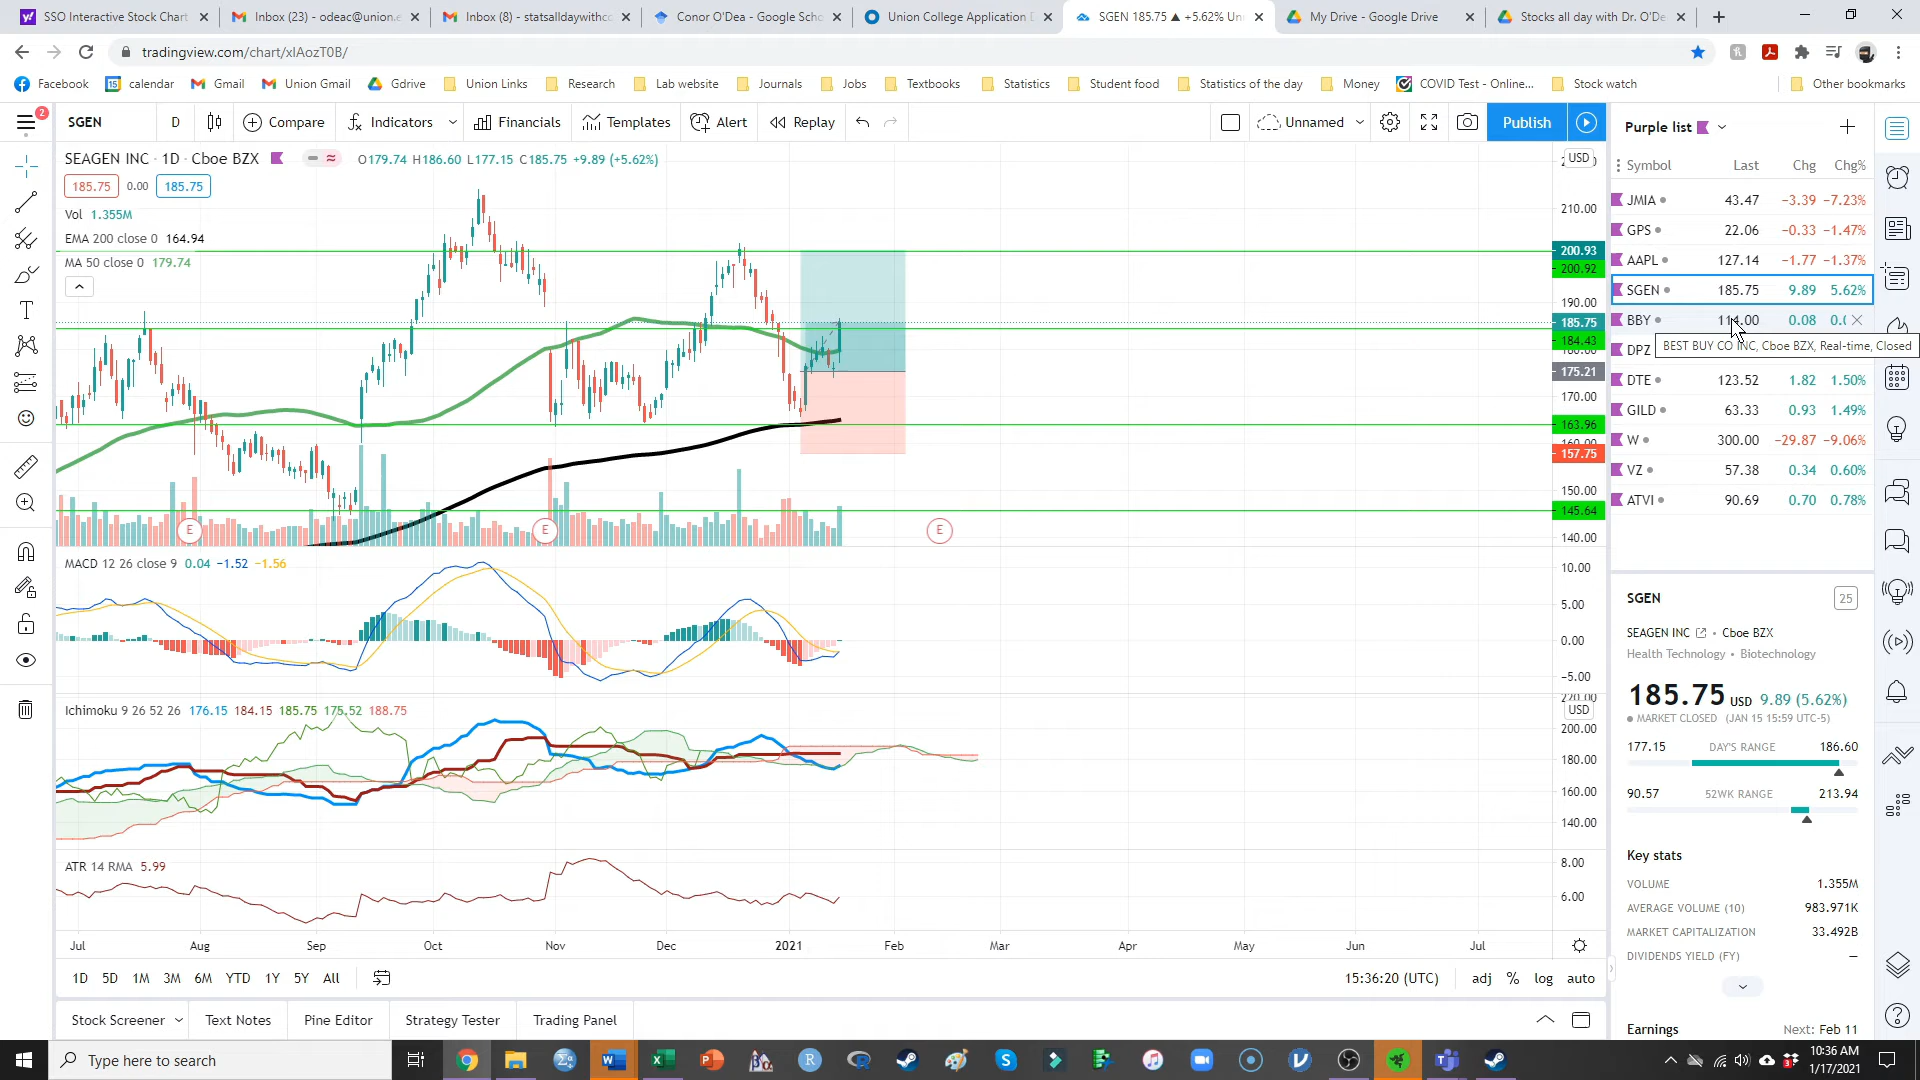 SSO Interactive Stock Chart
Inbox (23) - odeac@union.e
Inbox (8) - statsalldaywithco
Conor O'Dea - Google Scho
Union College Application D
SGEN 185.75 ▲ +5.62% Un
My Drive - Google Drive
Stocks all day with Dr. O'De
tradingview.com/chart/xIAozT0B/
Facebook
calendar
Gmail
Union Gmail
Gdrive
Union Links
Research
Lab website
Journals
Jobs
Textbooks
Statistics
Student food
Statistics of the day
Money
COVID Test - Online...
Stock watch
Other bookmarks
2
SGEN
D
Compare
Indicators
Financials
Templates
Alert
Replay
Unnamed
Publish
Purple list
SEAGEN INC · 1D · Cboe BZX
O179.74 H186.60 L177.15 C185.75 +9.89 (+5.62%)
185.75 0.00 185.75
Vol 1.355M
EMA 200 close 0 164.94
MA 50 close 0 179.74
USD
210.00
200.93
200.92
190.00
185.75
184.43
180.00
175.21
170.00
163.96
160.00
157.75
150.00
145.64
140.00
E
E
E
MACD 12 26 close 9 0.04 −1.52 −1.56
10.00
5.00
0.00
−5.00
Ichimoku 9 26 52 26 176.15 184.15 185.75 175.52 188.75
220.00
USD
200.00
180.00
160.00
140.00
ATR 14 RMA 5.99
8.00
6.00
Jul Aug Sep Oct Nov Dec 2021 Feb Mar Apr May Jun Jul
1D 5D 1M 3M 6M YTD 1Y 5Y All
15:36:20 (UTC) adj % log auto
Stock Screener
Text Notes
Pine Editor
Strategy Tester
Trading Panel
Symbol Last Chg Chg%
JMIA 43.47 −3.39 −7.23%
GPS 22.06 −0.33 −1.47%
AAPL 127.14 −1.77 −1.37%
SGEN 185.75 9.89 5.62%
BBY 114.00 0.08 0.(
DPZ
BEST BUY CO INC, Cboe BZX, Real-time, Closed
DTE 123.52 1.82 1.50%
GILD 63.33 0.93 1.49%
W 300.00 −29.87 −9.06%
VZ 57.38 0.34 0.60%
ATVI 90.69 0.70 0.78%
SGEN
25
SEAGEN INC • Cboe BZX
Health Technology • Biotechnology
185.75 USD 9.89 (5.62%)
MARKET CLOSED (JAN 15 15:59 UTC-5)
177.15 DAY'S RANGE 186.60
90.57 52WK RANGE 213.94
Key stats
VOLUME 1.355M
AVERAGE VOLUME (10) 983.971K
MARKET CAPITALIZATION 33.492B
DIVIDENDS YIELD (FY) —
Earnings Next: Feb 11
Type here to search
10:36 AM
1/17/2021